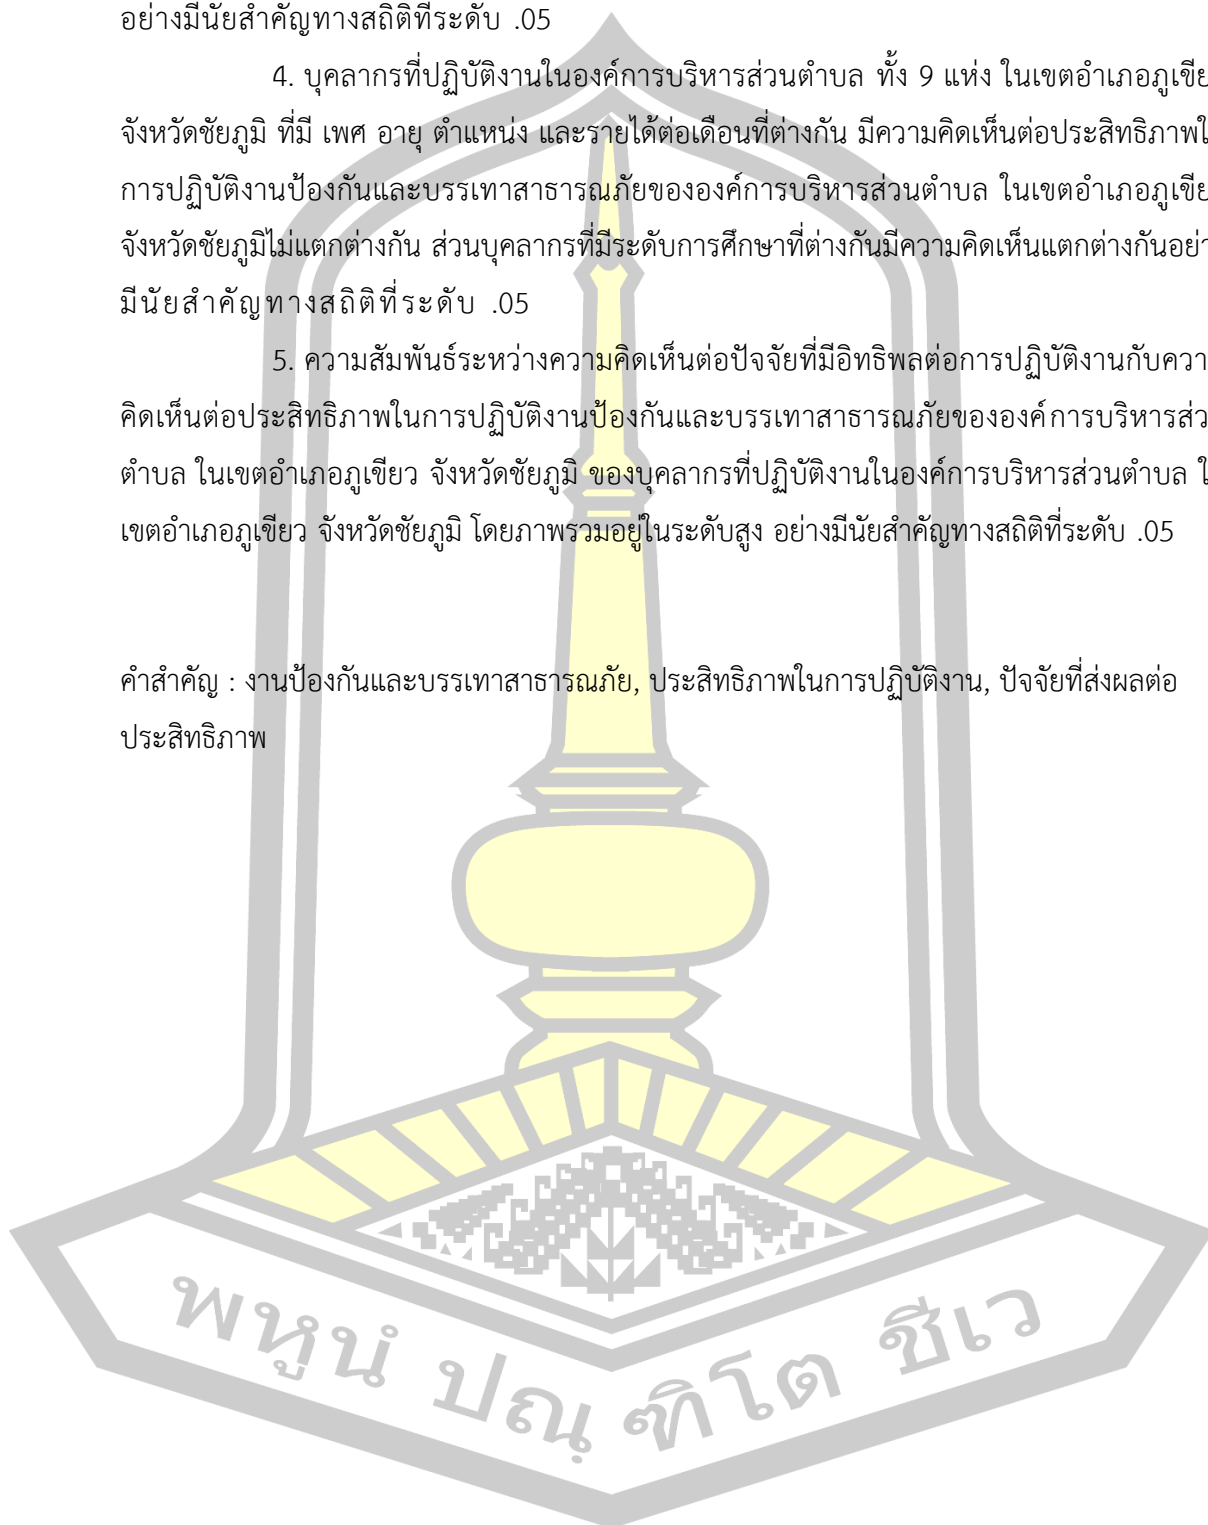 อย่างมีนัยสำคัญทางสถิติที่ระดับ .05
4. บุคลากรที่ปฏิบัติงานในองค์การบริหารส่วนตำบล ทั้ง 9 แห่ง ในเขตอำเภอภูเขีย
จังหวัดชัยภูมิ ที่มี เพศ อายุ ตำแหน่ง และรายได้ต่อเดือนที่ต่างกัน มีความคิดเห็นต่อประสิทธิภาพใ
การปฏิบัติงานป้องกันและบรรเทาสาธารณภัยขององค์การบริหารส่วนตำบล ในเขตอำเภอภูเขีย
จังหวัดชัยภูมิไม่แตกต่างกัน ส่วนบุคลากรที่มีระดับการศึกษาที่ต่างกันมีความคิดเห็นแตกต่างกันอย่า
มีนัยสำคัญทางสถิติที่ระดับ .05
5. ความสัมพันธ์ระหว่างความคิดเห็นต่อปัจจัยที่มีอิทธิพลต่อการปฏิบัติงานกับควา
คิดเห็นต่อประสิทธิภาพในการปฏิบัติงานป้องกันและบรรเทาสาธารณภัยขององค์การบริหารส่ว
ตำบล ในเขตอำเภอภูเขียว จังหวัดชัยภูมิ ของบุคลากรที่ปฏิบัติงานในองค์การบริหารส่วนตำบล ใ
เขตอำเภอภูเขียว จังหวัดชัยภูมิ โดยภาพรวมอยู่ในระดับสูง อย่างมีนัยสำคัญทางสถิติที่ระดับ .05
คำสำคัญ : งานป้องกันและบรรเทาสาธารณภัย, ประสิทธิภาพในการปฏิบัติงาน, ปัจจัยที่ส่งผลต่อ
ประสิทธิภาพ
พหูนํ ปณฺฑิโต ชีเว